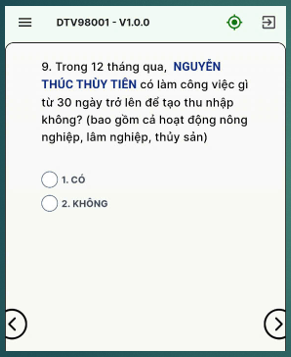 DTV98001 - V1.0.0
9. Trong 12 tháng qua, NGUYỄN
THÚC THÙY TIÊN có làm công việc gì
từ 30 ngày trở lên để tạo thu nhập
không? (bao gồm cả hoạt động nông
nghiệp, lâm nghiệp, thủy sản)
1. CÓ
2. KHÔNG